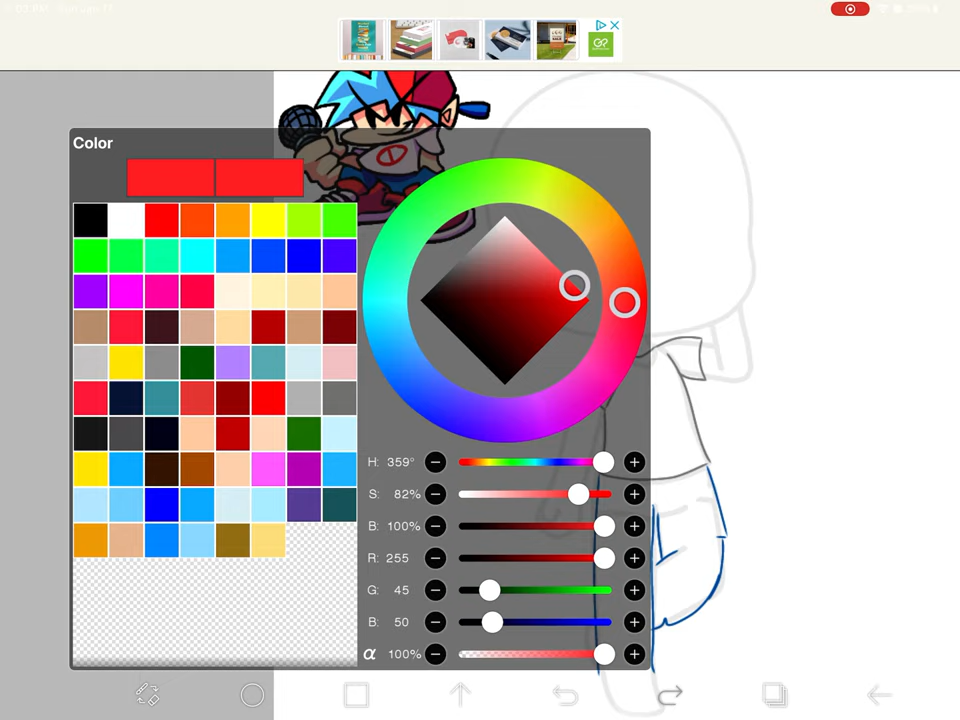 Color
H: 359°
S: 82%
B: 100%
R: 255
G: 45
B: 50
α 100%